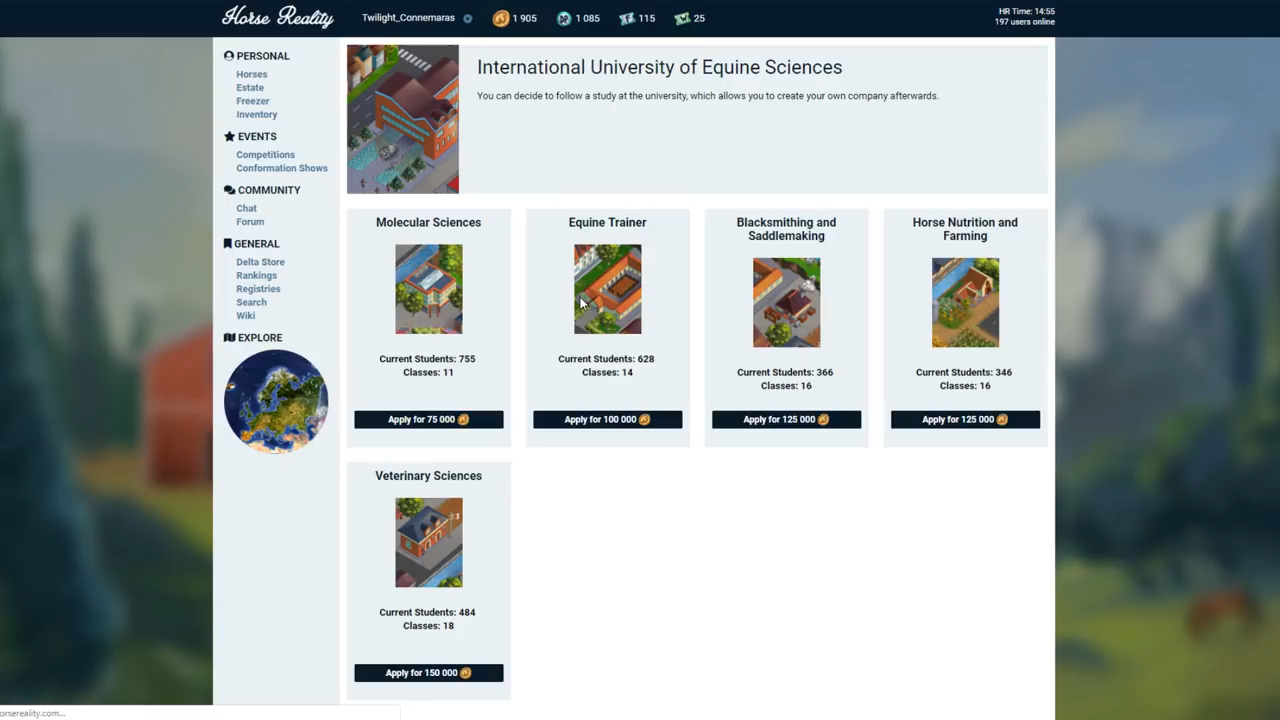 Horse Reality
Twilight_Connemaras
1 905
1 085
115
25
HR Time: 14:55
197 users online
PERSONAL
Horses
Estate
Freezer
Inventory
EVENTS
Competitions
Conformation Shows
COMMUNITY
Chat
Forum
GENERAL
Delta Store
Rankings
Registries
Search
Wiki
EXPLORE
International University of Equine Sciences
You can decide to follow a study at the university, which allows you to create your own company afterwards.
Molecular Sciences
Current Students: 755
Classes: 11
Apply for 75 000
Equine Trainer
Current Students: 628
Classes: 14
Apply for 100 000
Blacksmithing and
Saddlemaking
Current Students: 366
Classes: 16
Apply for 125 000
Horse Nutrition and
Farming
Current Students: 346
Classes: 16
Apply for 125 000
Veterinary Sciences
Current Students: 484
Classes: 18
Apply for 150 000
orsereality.com...